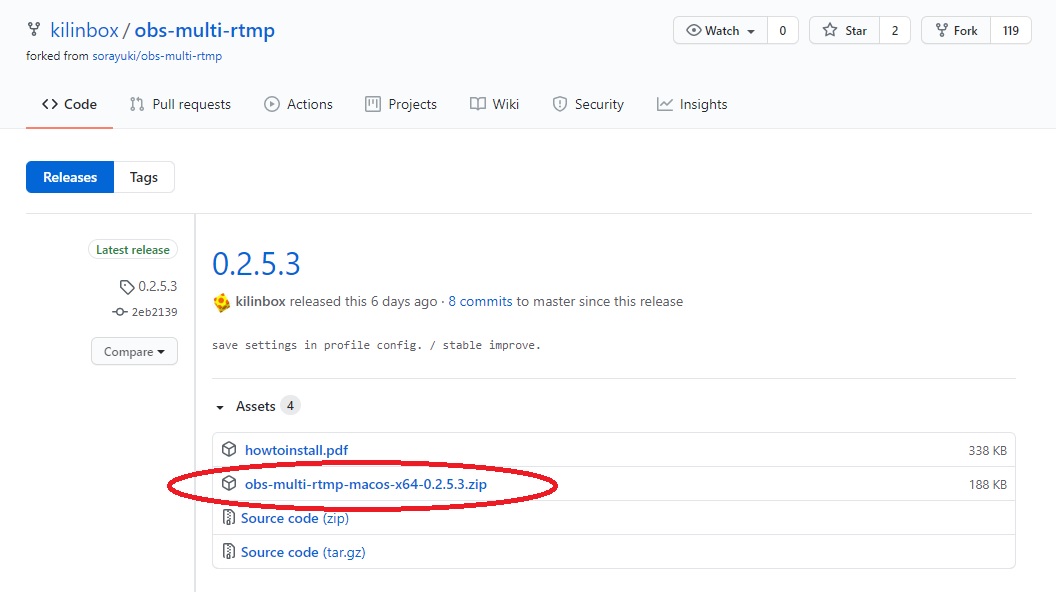 kilinbox / obs-multi-rtmp
Watch 0 Star 2 Fork 119
forked from sorayuki/obs-multi-rtmp
Code Pull requests Actions Projects Wiki Security Insights
Releases Tags
Latest release
0.2.5.3
2eb2139
Compare
0.2.5.3
kilinbox released this 6 days ago · 8 commits to master since this release
save settings in profile config. / stable improve.
Assets 4
howtoinstall.pdf 338 KB
obs-multi-rtmp-macos-x64-0.2.5.3.zip 188 KB
Source code (zip)
Source code (tar.gz)